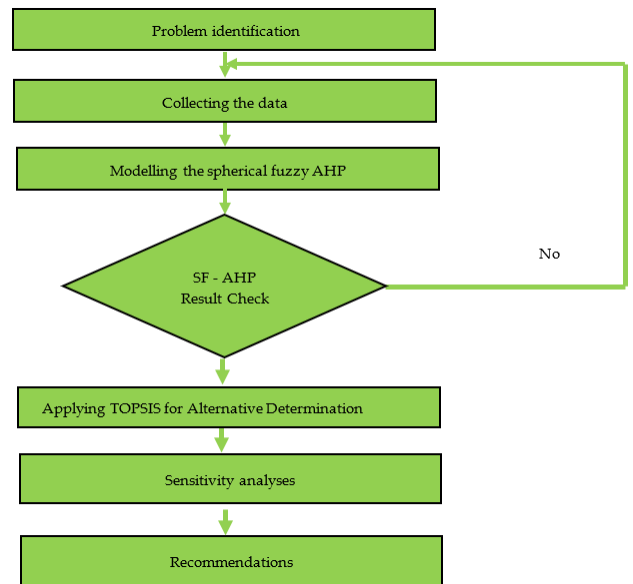 Problem identification
Collecting the data
Modelling the spherical fuzzy AHP
SF - AHP
Result Check
No
Applying TOPSIS for Alternative Determination
Sensitivity analyses
Recommendations